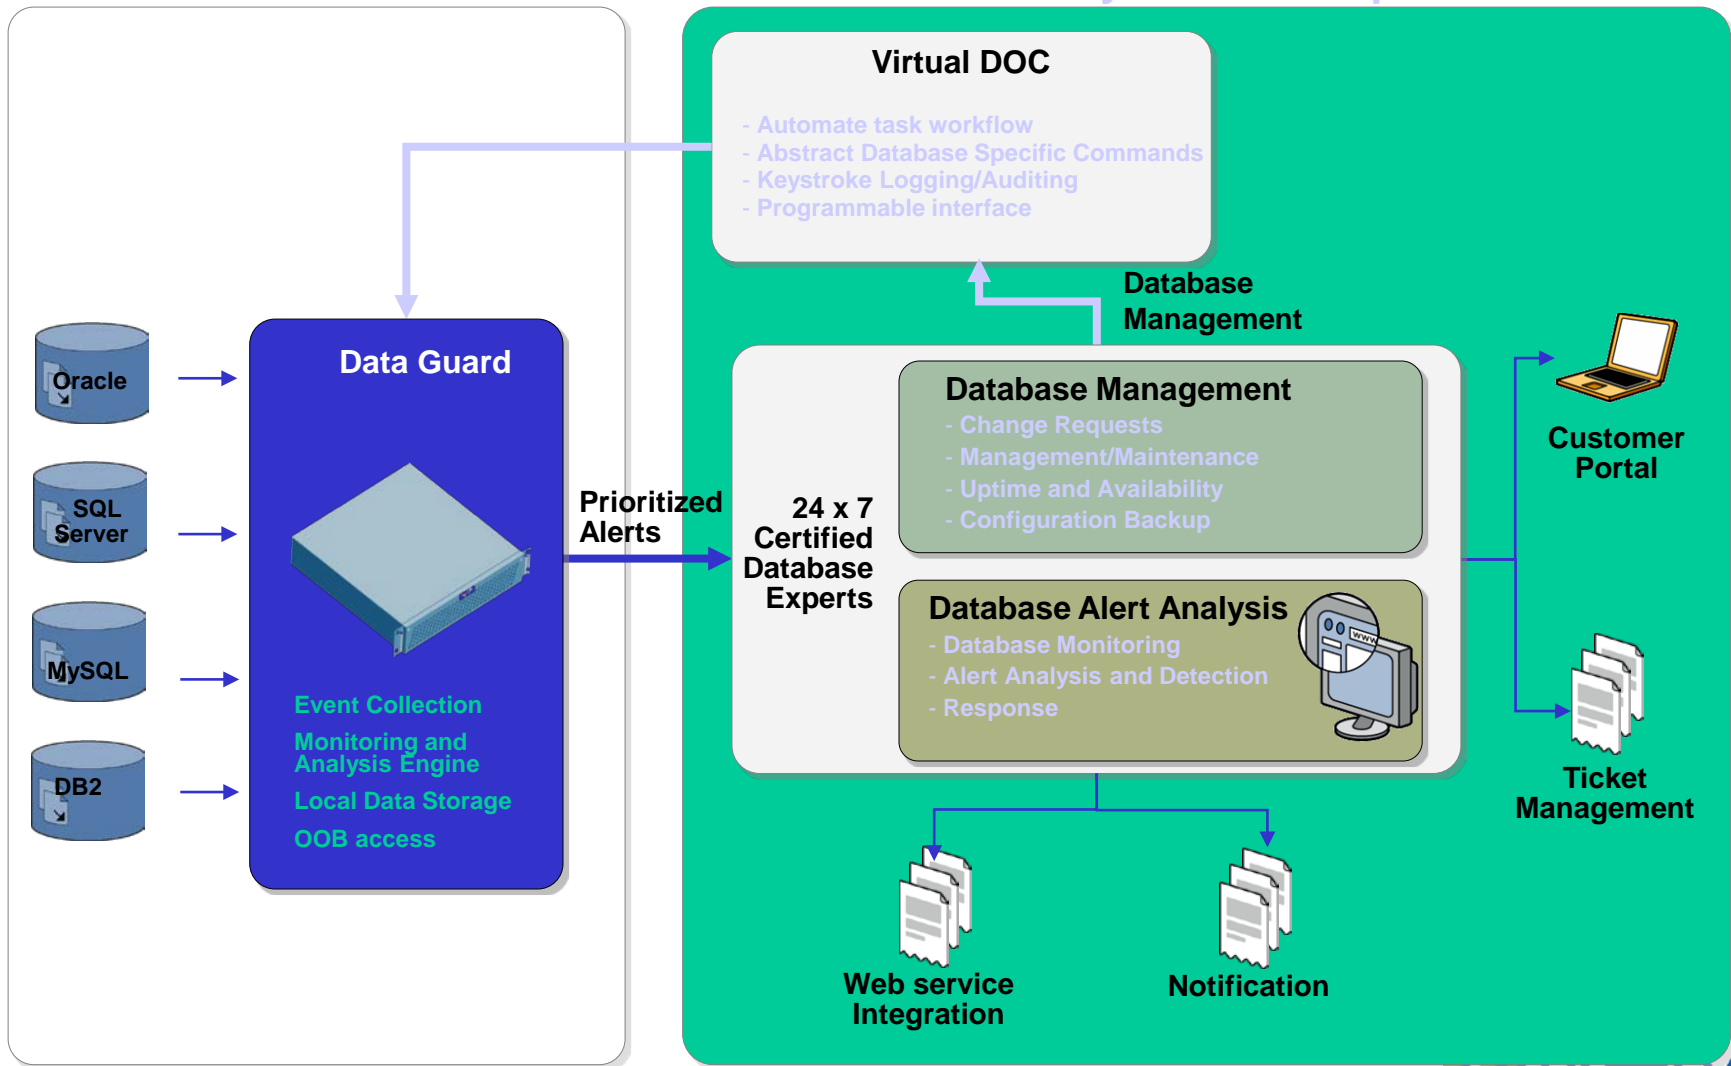 Virtual DOC
- Automate task workflow
- Abstract Database Specific Commands
- Keystroke Logging/Auditing
- Programmable interface
Database
Management
Oracle
SQL
Server
MySQL
DB2
Data Guard
Event Collection
Monitoring and
Analysis Engine
Local Data Storage
OOB access
Prioritized
Alerts
24 x 7
Certified
Database
Experts
Database Management
- Change Requests
- Management/Maintenance
- Uptime and Availability
- Configuration Backup
Database Alert Analysis
- Database Monitoring
- Alert Analysis and Detection
- Response
www
Customer
Portal
Ticket
Management
Web service
Integration
Notification